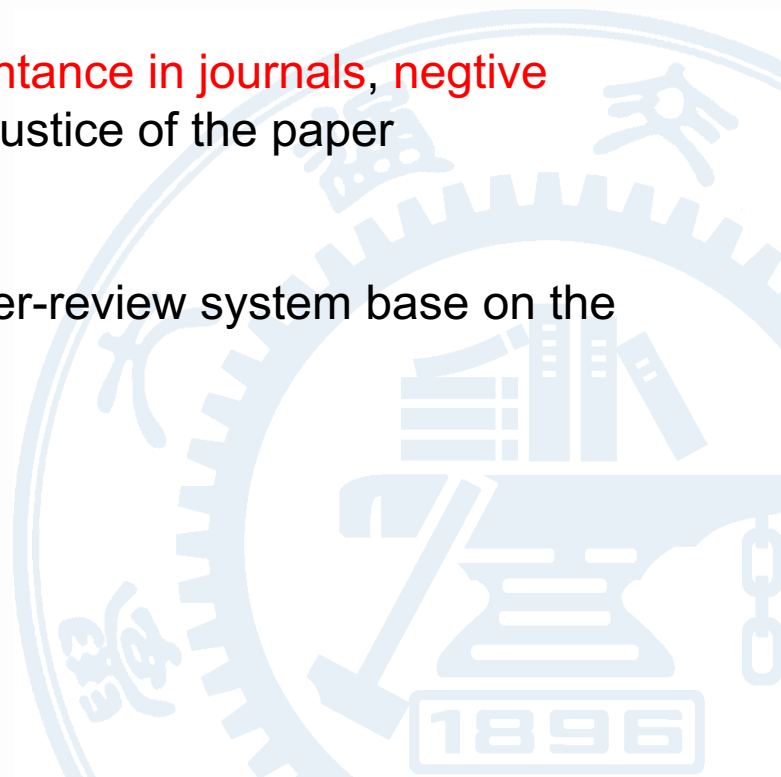 ntance in journals, negtive
ustice of the paper
er-review system base on the
1896